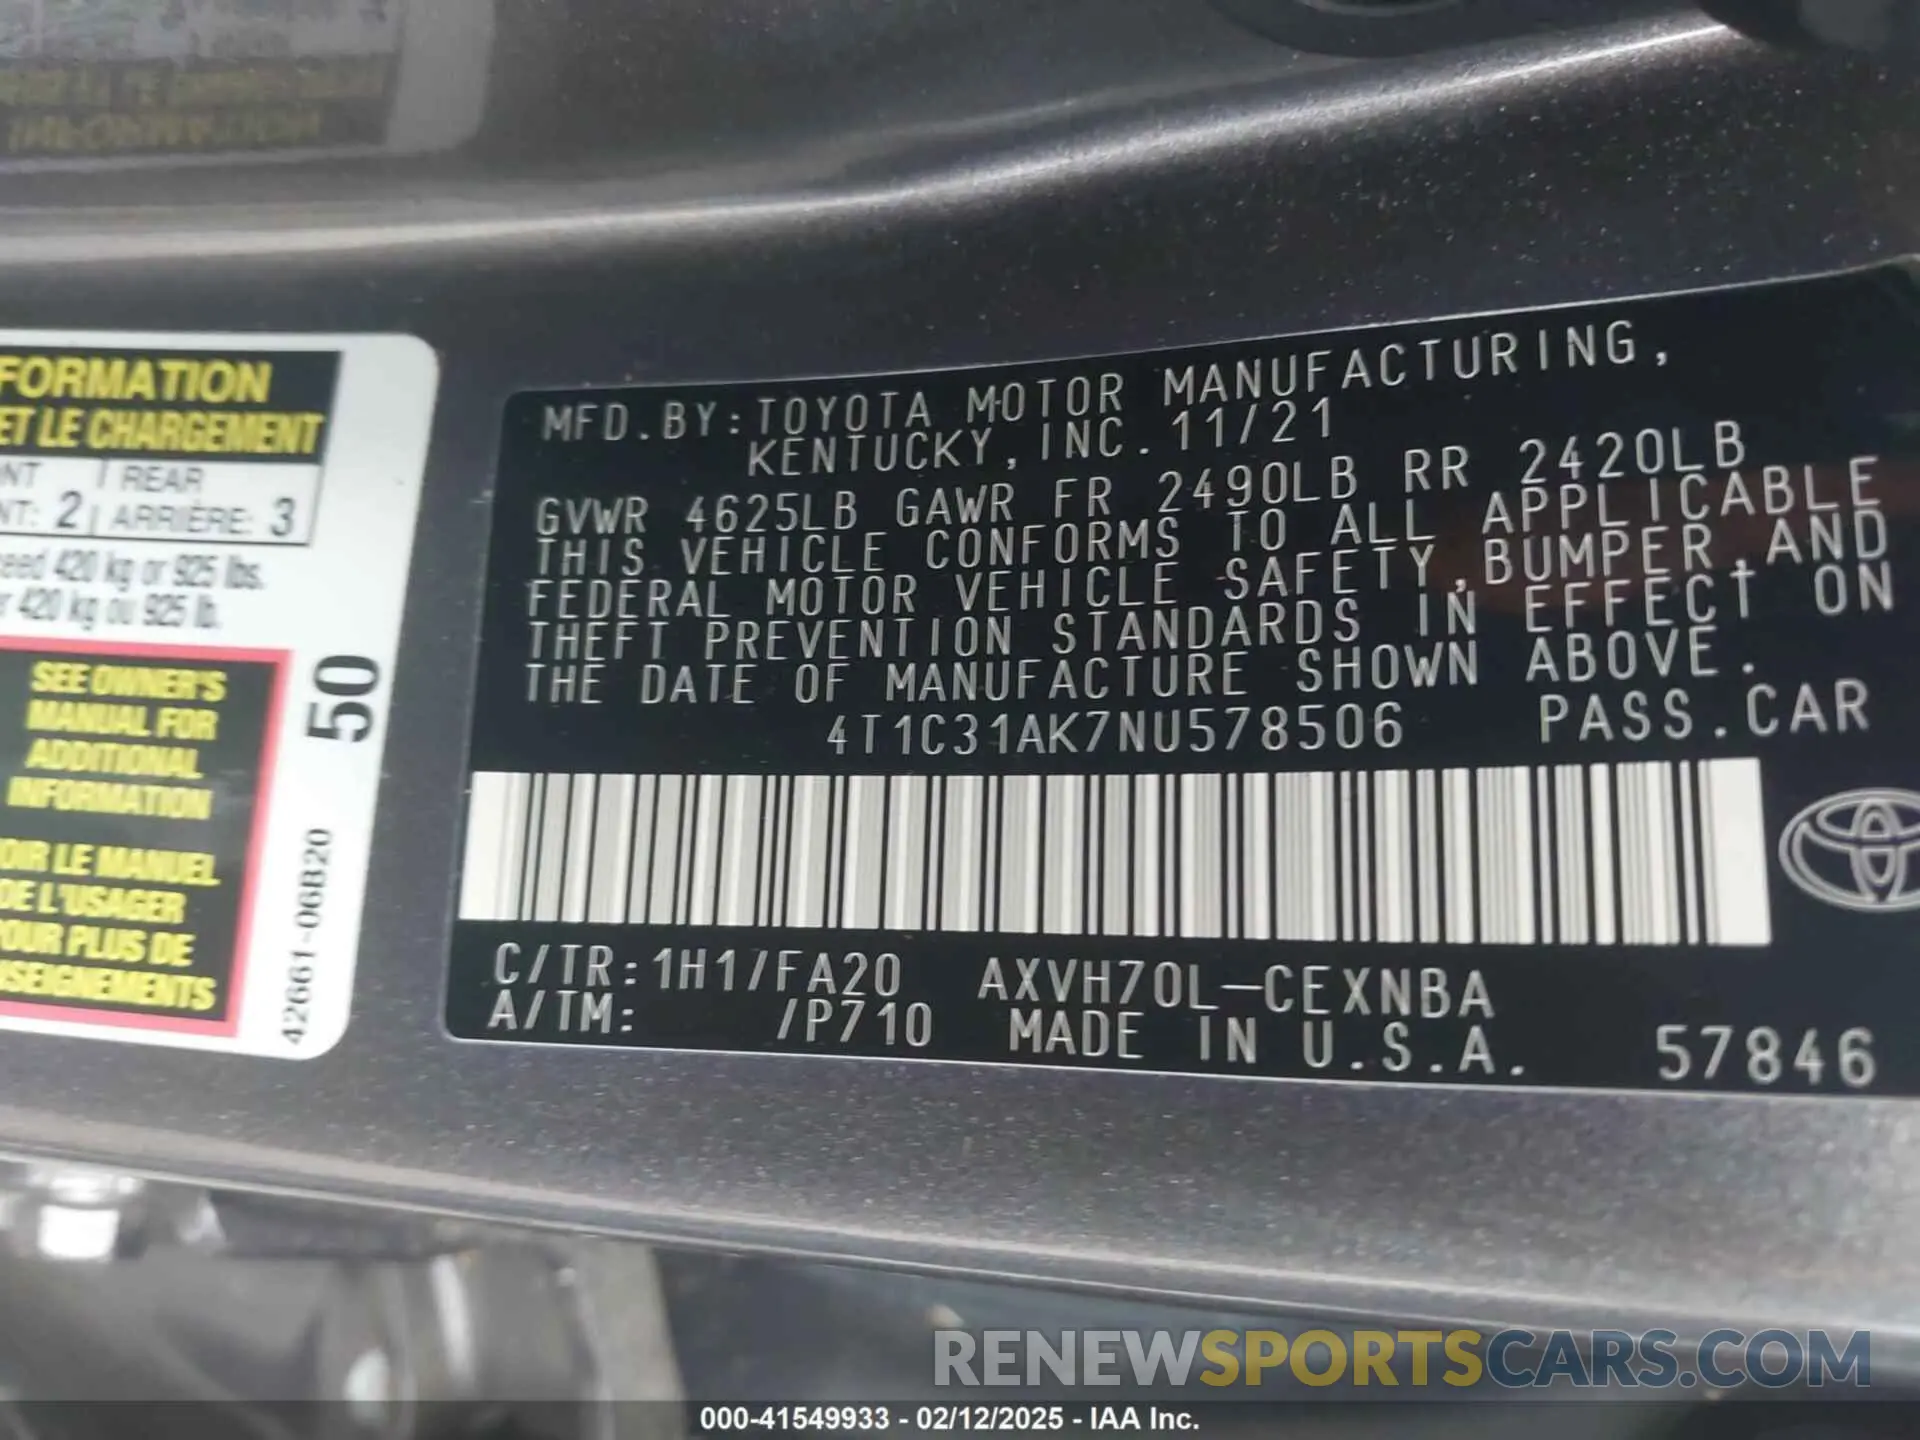 FORMATION
ET LE CHARGEMENT
NT | REAR
NT: 2 | ARRIÈRE: 3
eed 420 kg or 925 lbs.
r 420 kg ou 925 lb.
SEE OWNER'S
MANUAL FOR
ADDITIONAL
INFORMATION
OIR LE MANUEL
DE L'USAGER
POUR PLUS DE
NSEIGNEMENTS
50
42661-06B20
MFD.BY:TOYOTA MOTOR MANUFACTURING,
KENTUCKY,INC.11/21
GVWR 4625LB GAWR FR 2490LB RR 2420LB
THIS VEHICLE CONFORMS TO ALL APPLICABLE
FEDERAL MOTOR VEHICLE SAFETY,BUMPER,AND
THEFT PREVENTION STANDARDS IN EFFECT ON
THE DATE OF MANUFACTURE SHOWN ABOVE.
4T1C31AK7NU578506 PASS.CAR
C/TR:1H17FA20 AXVH70L-CEXNBA
A/TM: /P710 MADE IN U.S.A. 57846
RENEWSPORTSCARS.COM
000-41549933 - 02/12/2025 - IAA Inc.